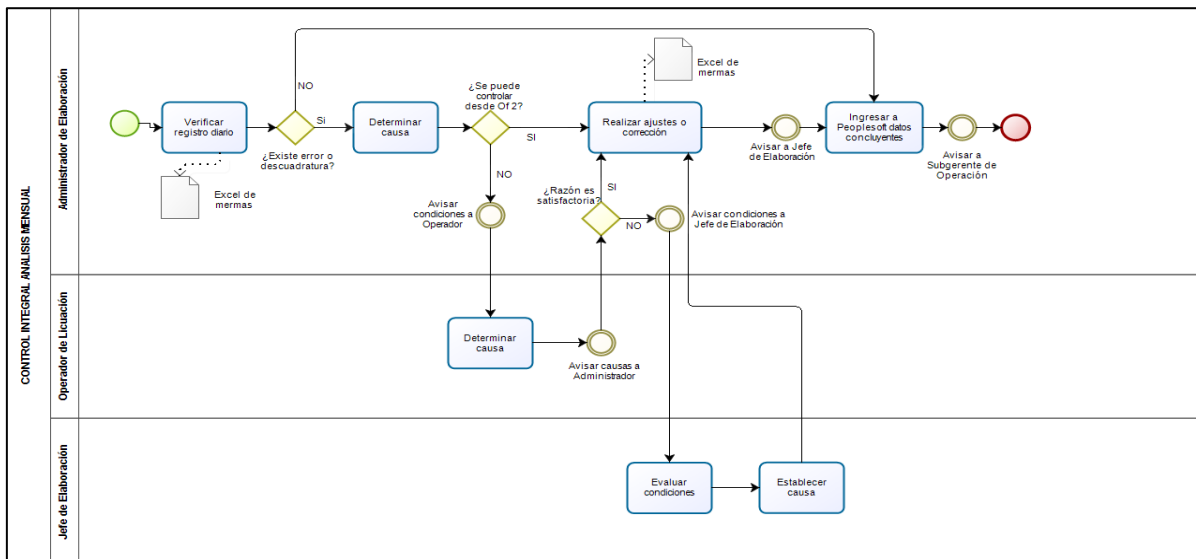 CONTROL INTEGRAL ANALISIS MENSUAL
Administrador de Elaboración
Verificar
registro diario
Excel de
mermas
¿Existe error o
descuadratura?
NO
Si
Determinar
causa
¿Se puede
controlar
desde Of 2?
SI
NO
Avisar
condiciones a
Operador
Realizar ajustes o
corrección
Excel de
mermas
¿Razón es
satisfactoria?
SI
NO
Avisar condiciones a
Jefe de Elaboración
Avisar a Jefe
de Elaboración
Ingresar a
Peoplesoft datos
concluyentes
Avisar a
Subgerente de
Operación
Operador de Licuación
Determinar
causa
Avisar causas a
Administrador
Jefe de Elaboración
Evaluar
condiciones
Establecer
causa